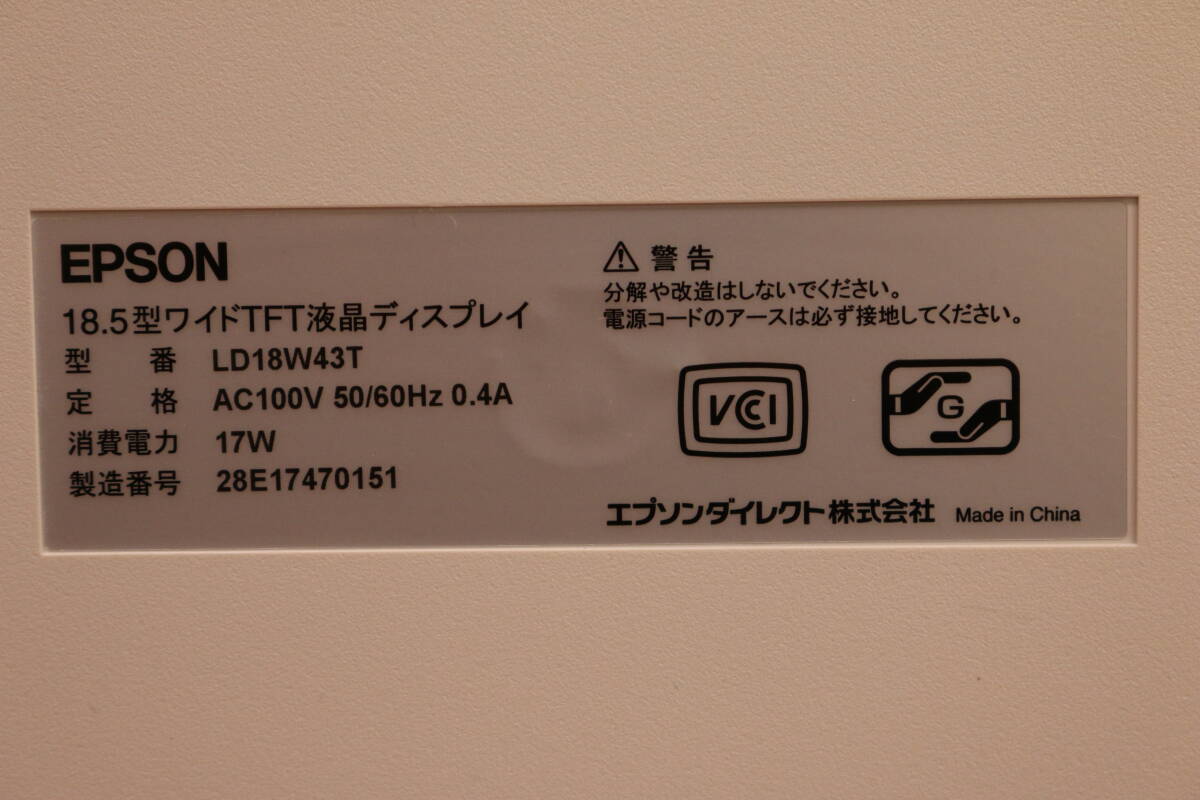 EPSON
18.5型ワイドTFT液晶ディスプレイ
型 番 LD18W43T
定 格 AC100V 50/60Hz 0.4A
消費電力 17W
製造番号 28E17470151
警告
分解や改造はしないでください。
電源コードのアースは必ず接地してください。
VCCI
G
エプソンダイレクト株式会社 Made in China